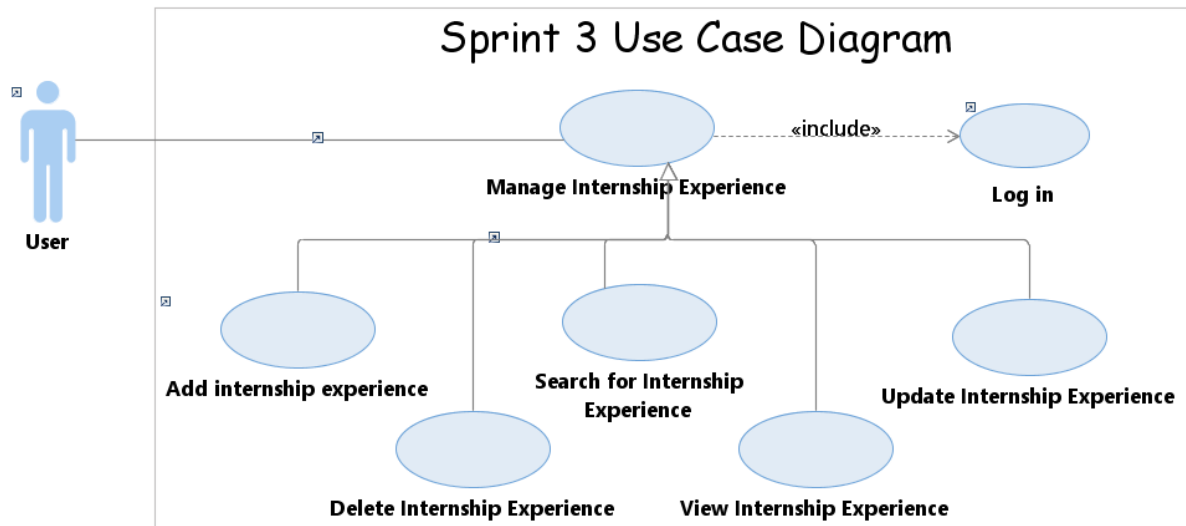 Sprint 3 Use Case Diagram
«include»
Manage Internship Experience
Log in
User
Add internship experience
Search for Internship
Experience
Update Internship Experience
Delete Internship Experience
View Internship Experience